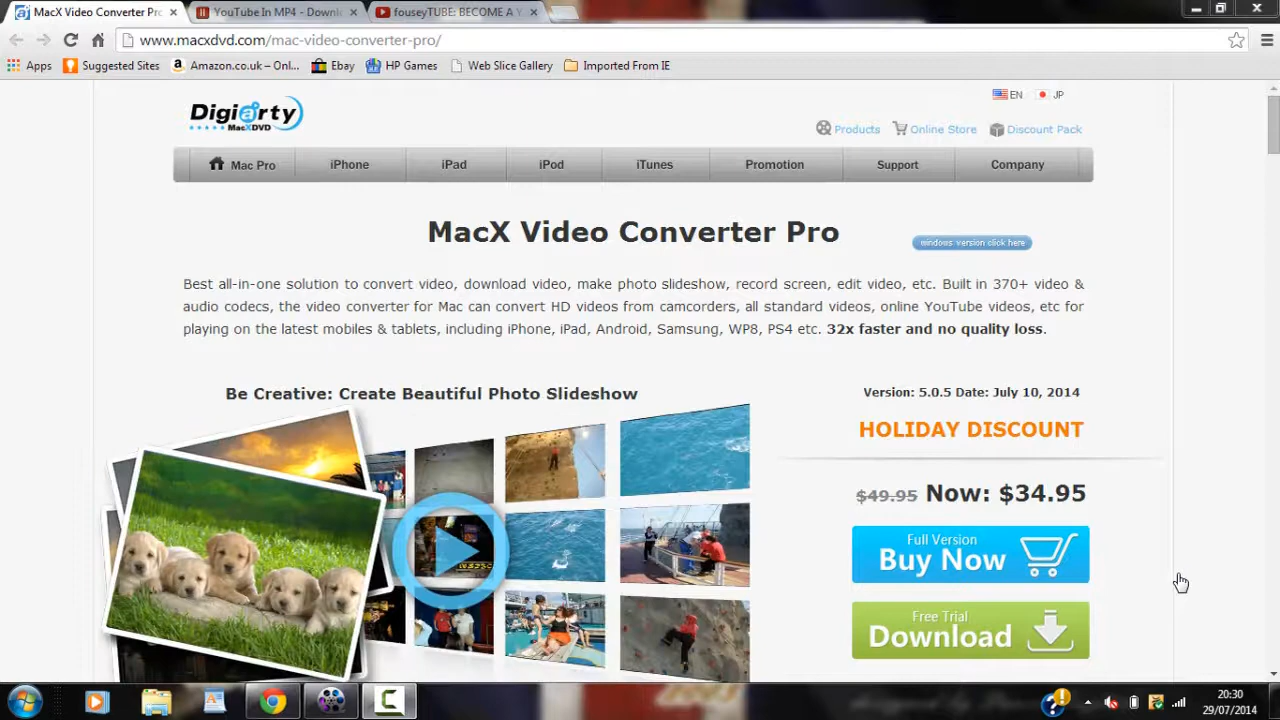 MacX Video Converter Pro
YouTube In MP4 - Downl
fouseyTUBE: BECOME A Y
www.macxdvd.com/mac-video-converter-pro/
Apps Suggested Sites Amazon.co.uk – Onl... Ebay HP Games Web Slice Gallery Imported From IE
EN JP
Digiarty
MacXDVD
Products Online Store Discount Pack
Mac Pro iPhone iPad iPod iTunes Promotion Support Company
MacX Video Converter Pro
windows version click here
Best all-in-one solution to convert video, download video, make photo slideshow, record screen, edit video, etc. Built in 370+ video &
audio codecs, the video converter for Mac can convert HD videos from camcorders, all standard videos, online YouTube videos, etc for
playing on the latest mobiles & tablets, including iPhone, iPad, Android, Samsung, WP8, PS4 etc. 32x faster and no quality loss.
Be Creative: Create Beautiful Photo Slideshow
Version: 5.0.5 Date: July 10, 2014
HOLIDAY DISCOUNT
$49.95 Now: $34.95
Full Version
Buy Now
Free Trial
Download
20:30
29/07/2014